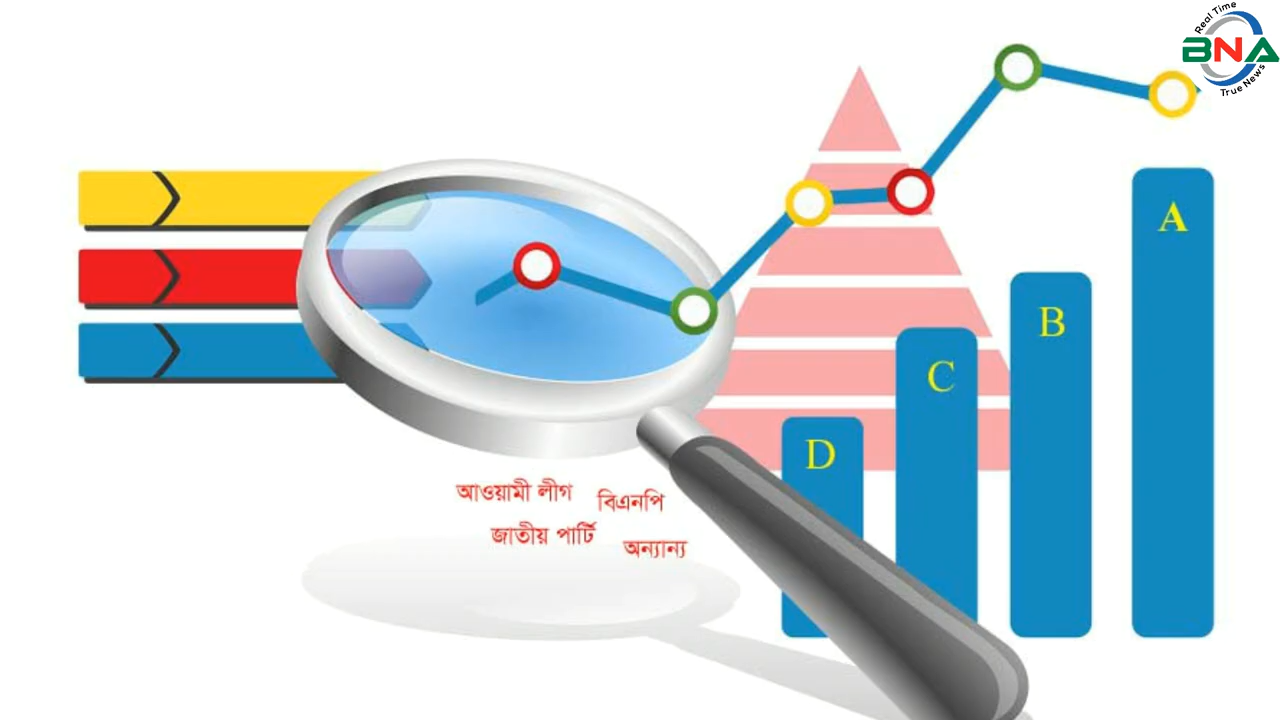 Real Time
BNA
True News
A
B
C
D
আওয়ামী লীগ
বিএনপি
জাতীয় পার্টি
অন্যান্য